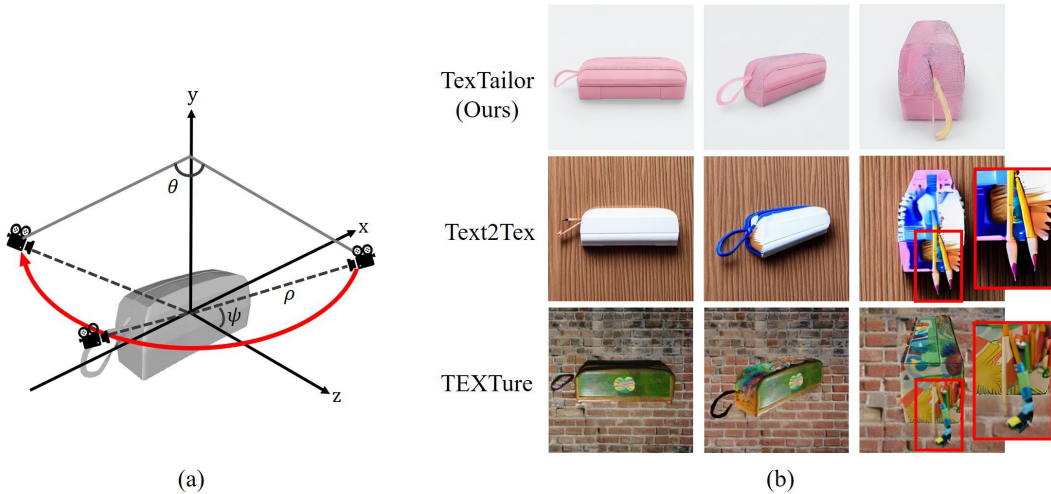 y
θ
x
ρ
ψ
z
(a)
TexTailor
(Ours)
Text2Tex
TEXTure
(b)